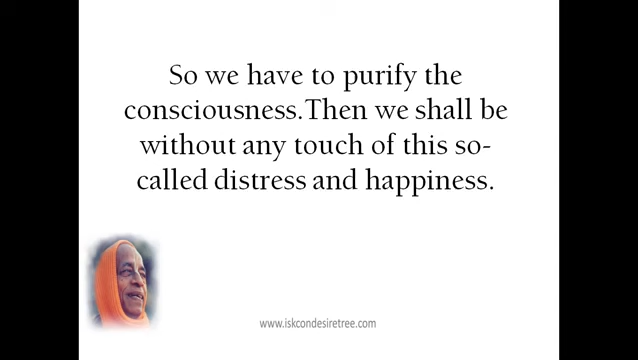 So we have to purify the
consciousness.Then we shall be
without any touch of this so-
called distress and happiness.
www.iskcondesiretree.com